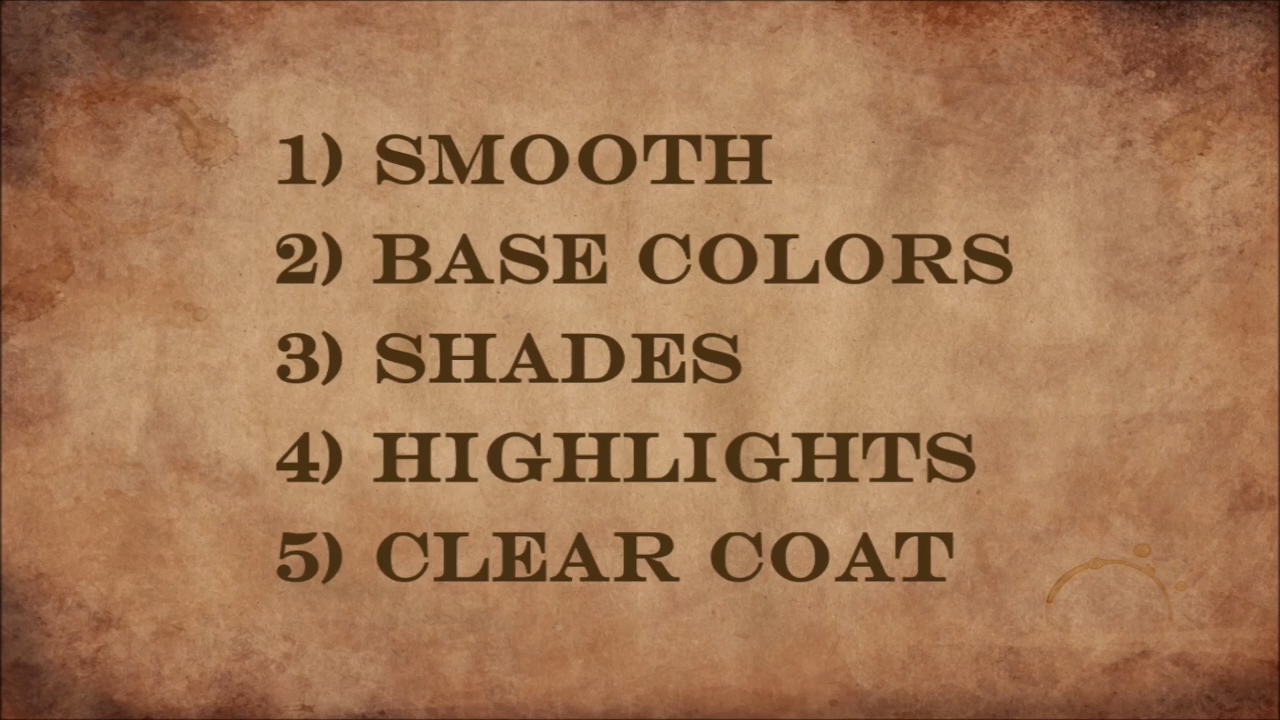 1) SMOOTH
2) BASE COLORS
3) SHADES
4) HIGHLIGHTS
5) CLEAR COAT